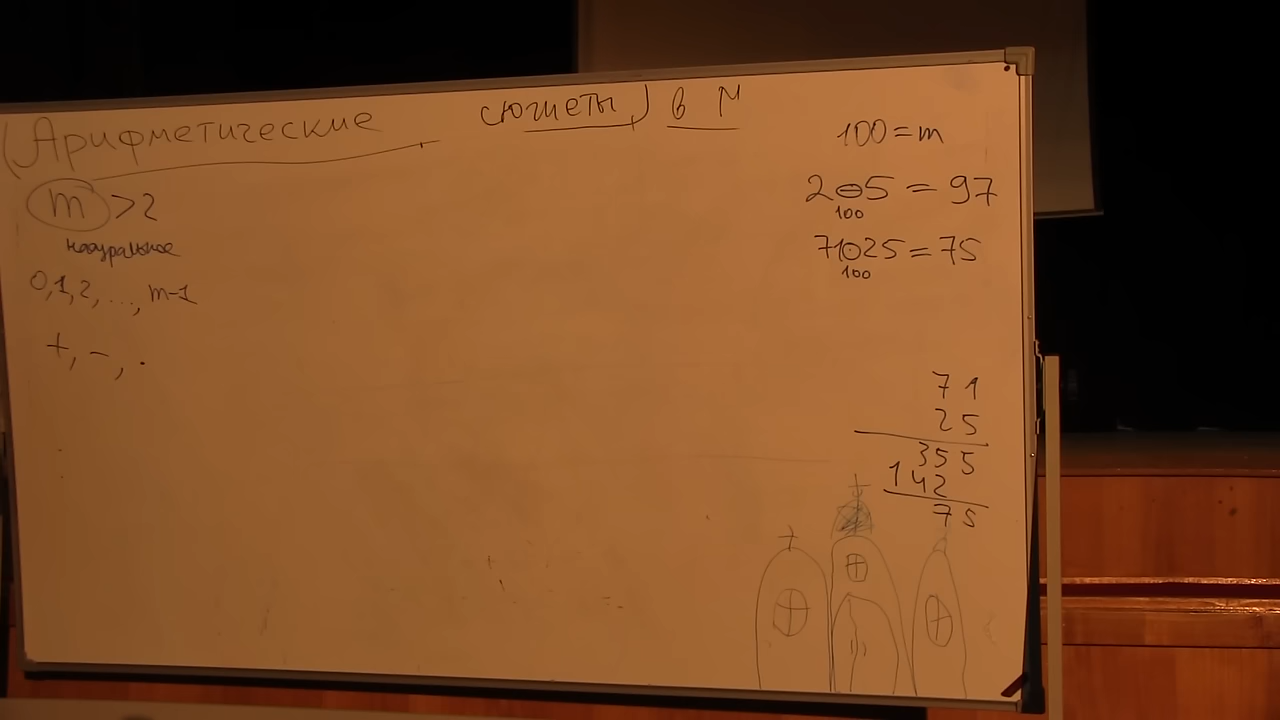 (Арифметические сюжеты) в М
m > 2
натуральное
0, 1, 2, ..., m-1
+, -, ·
100 = m
2 ⊖ 5 = 97
100
71 ⊙ 25 = 75
100
71
25
355
142
75